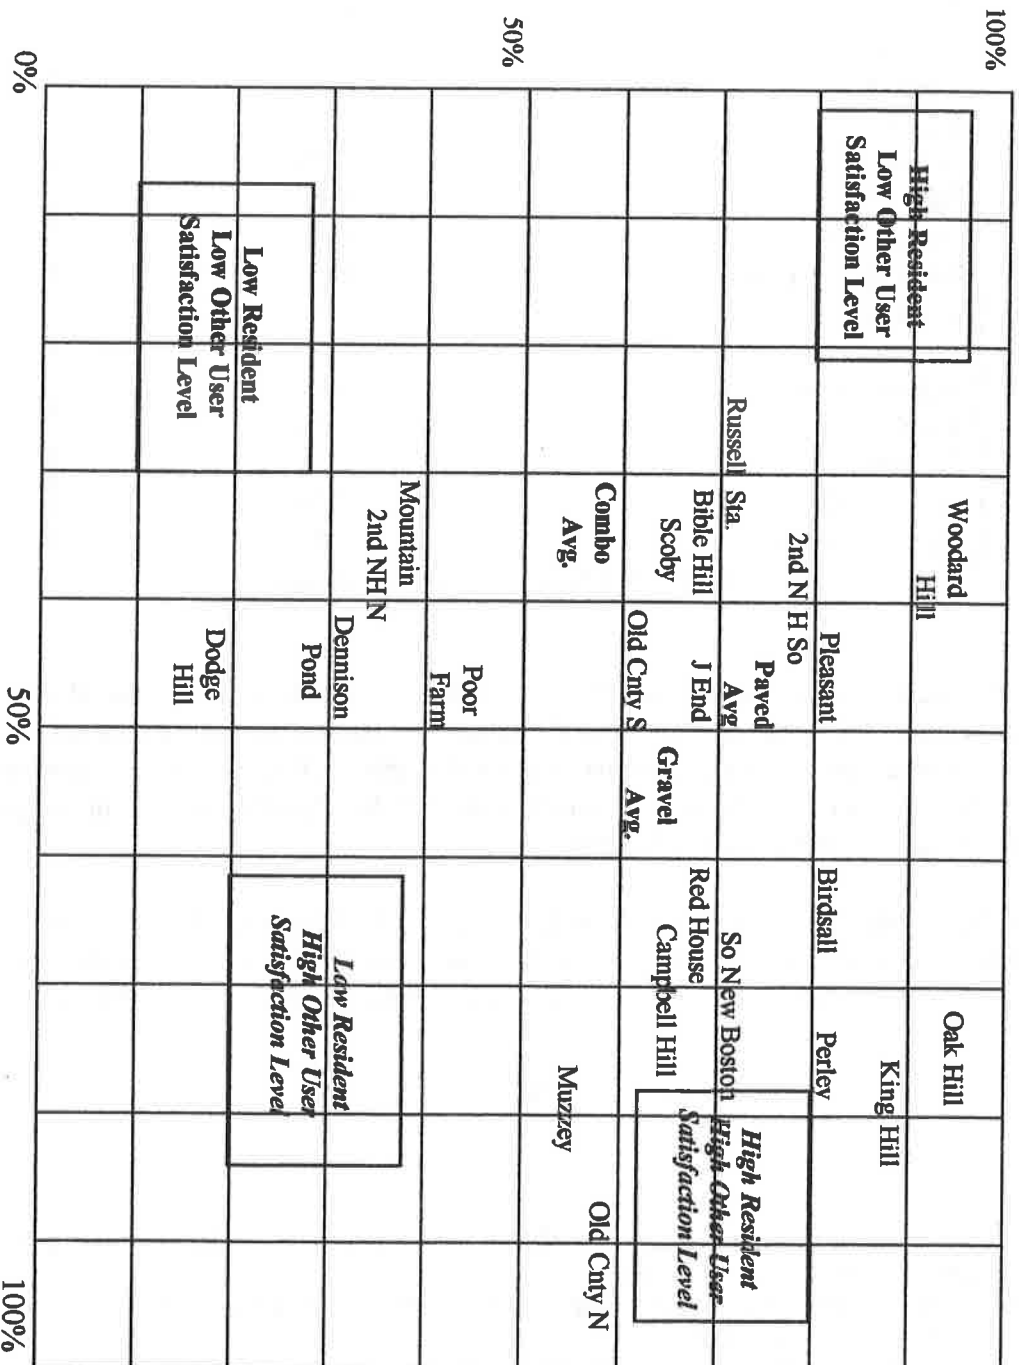 100%
50%
0%
High Resident
Low Other User
Satisfaction Level
Low Resident
Low Other User
Satisfaction Level
Woodard
Hill
Russell Sta.
2nd N H So
Bible Hill
Scoby
Combo
Avg.
Mountain
2nd NH N
Pleasant
Paved
Avg
J End
Old Cnty S
Poor
Farm
Dennison
Pond
Dodge
Hill
50%
Gravel
Avg.
Birdsall
Red House
So New Boston
Campbell Hill
Oak Hill
King Hill
Perley
Muzzey
Old Cnty N
High Resident
High Other User
Satisfaction Level
Low Resident
High Other User
Satisfaction Level
100%